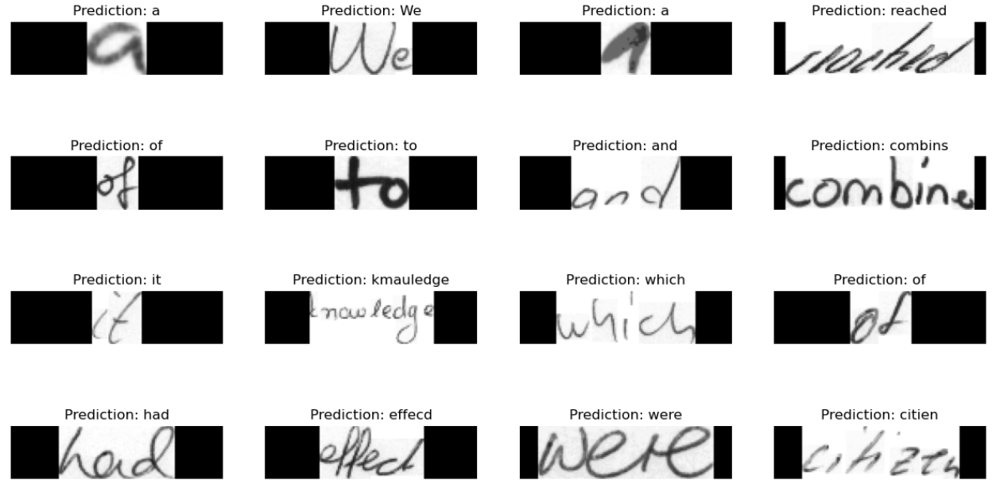 Prediction: a Prediction: We Prediction: a Prediction: reached
a We a reached
Prediction: of Prediction: to Prediction: and Prediction: combins
of to and combine
Prediction: it Prediction: kmauledge Prediction: which Prediction: of
it knowledge which of
Prediction: had Prediction: effecd Prediction: were Prediction: citien
had effect were citizen